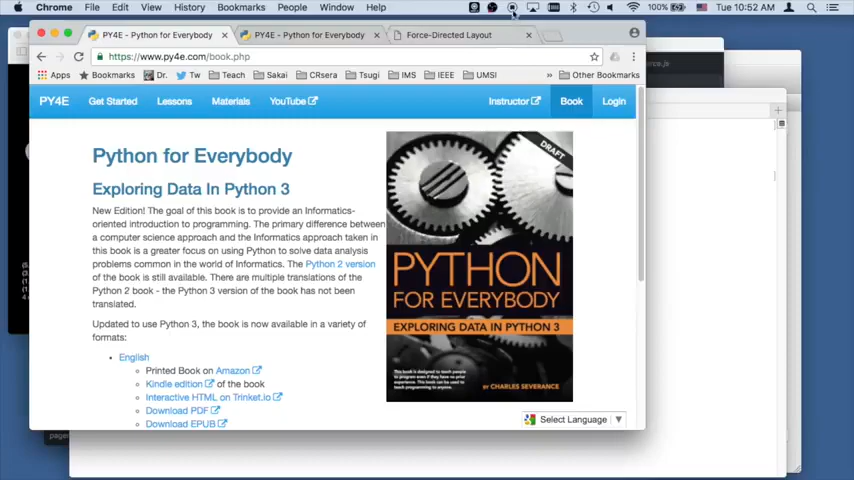 Chrome File Edit View History Bookmarks People Window Help 100% Tue 10:52 AM
PY4E - Python for Everybody × PY4E - Python for Everybody × Force-Directed Layout ×
https://www.py4e.com/book.php
Apps Bookmarks Dr. Tw Teach Sakai CRsera Tsugi IMS IEEE UMSI » Other Bookmarks
PY4E Get Started Lessons Materials YouTube Instructor Book Login
Python for Everybody
Exploring Data In Python 3
New Edition! The goal of this book is to provide an Informatics-
oriented introduction to programming. The primary difference between
a computer science approach and the Informatics approach taken in
this book is a greater focus on using Python to solve data analysis
problems common in the world of Informatics. The Python 2 version
of the book is still available. There are multiple translations of the
Python 2 book - the Python 3 version of the book has not been
translated.
Updated to use Python 3, the book is now available in a variety of
formats:
English
Printed Book on Amazon
Kindle edition of the book
Interactive HTML on Trinket.io
Download PDF
Download EPUB
DRAFT
PYTHON
FOR EVERYBODY
EXPLORING DATA IN PYTHON 3
BY CHARLES SEVERANCE
Select Language ▼